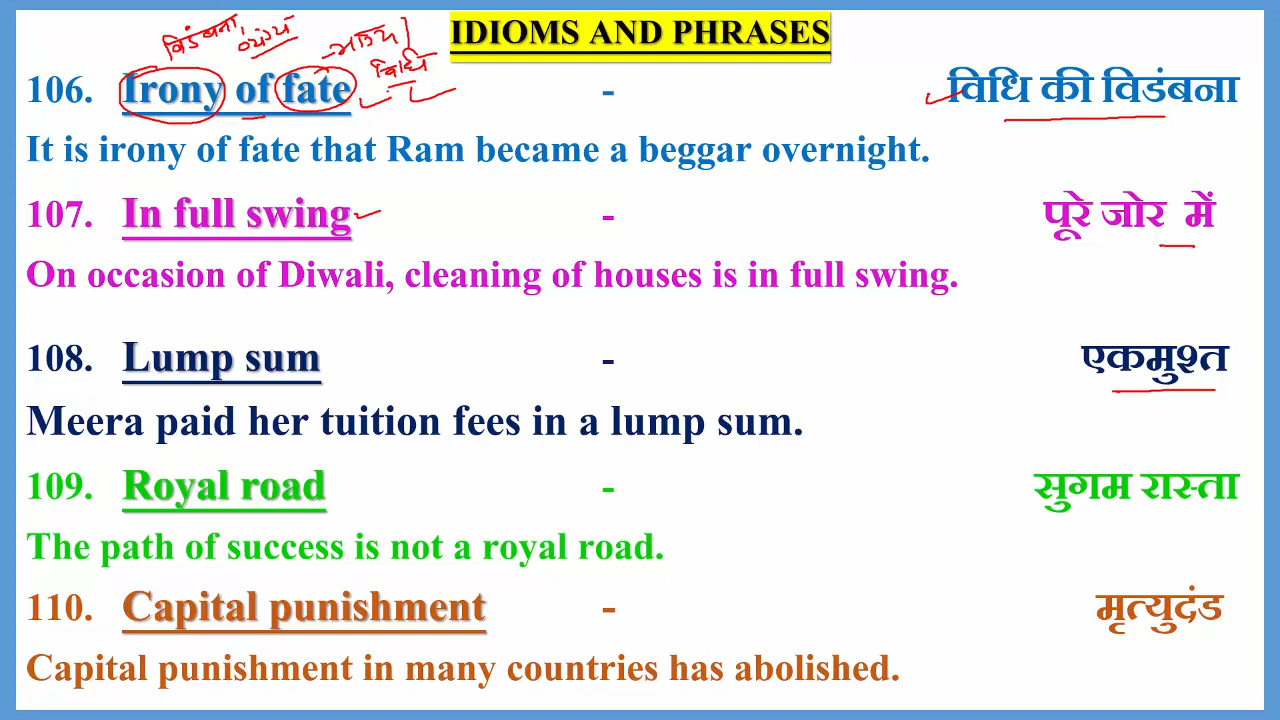 IDIOMS AND PHRASES
विडंबना, व्यंग्य
भाग्य
विधि
106. Irony of fate - विधि की विडंबना
It is irony of fate that Ram became a beggar overnight.
107. In full swing - पूरे जोर में
On occasion of Diwali, cleaning of houses is in full swing.
108. Lump sum - एकमुश्त
Meera paid her tuition fees in a lump sum.
109. Royal road - सुगम रास्ता
The path of success is not a royal road.
110. Capital punishment - मृत्युदंड
Capital punishment in many countries has abolished.